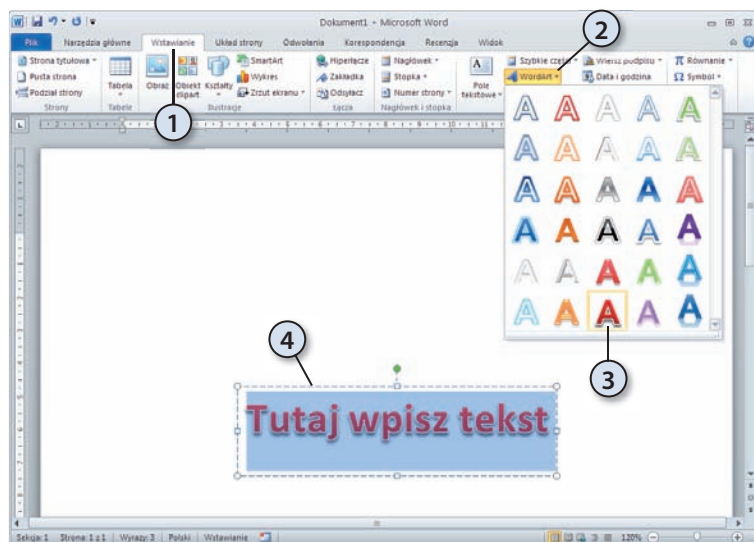 Dokument1 - Microsoft Word
2
Plik Narzędzia główne Wstawianie Układ strony Odwołania Korespondencja Recenzja Widok
Strona tytułowa Tabela Obraz Obiekt clipart Kształty SmartArt Hiperłącze Nagłówek Pole tekstowe Szybkie części Wiersz podpisu Równanie
Pusta strona Wykres Zakładka Stopka WordArt Data i godzina Symbol
Podział strony Zrzut ekranu Odsyłacz Numer strony
Strony Tabele Ilustracje Łącza Nagłówek i stopka
1
4
3
Tutaj wpisz tekst
Sekcja: 1 Strona: 1 z 1 Wyrazy: 3 Polski Wstawianie 120%